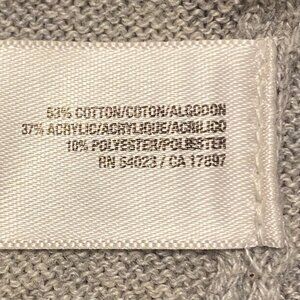 53% COTTON/COTON/ALGODON
37% ACRYLIC/ACRYLIQUE/ACRILICO
10% POLYESTER/POLIESTER
RN 54023 / CA 17897